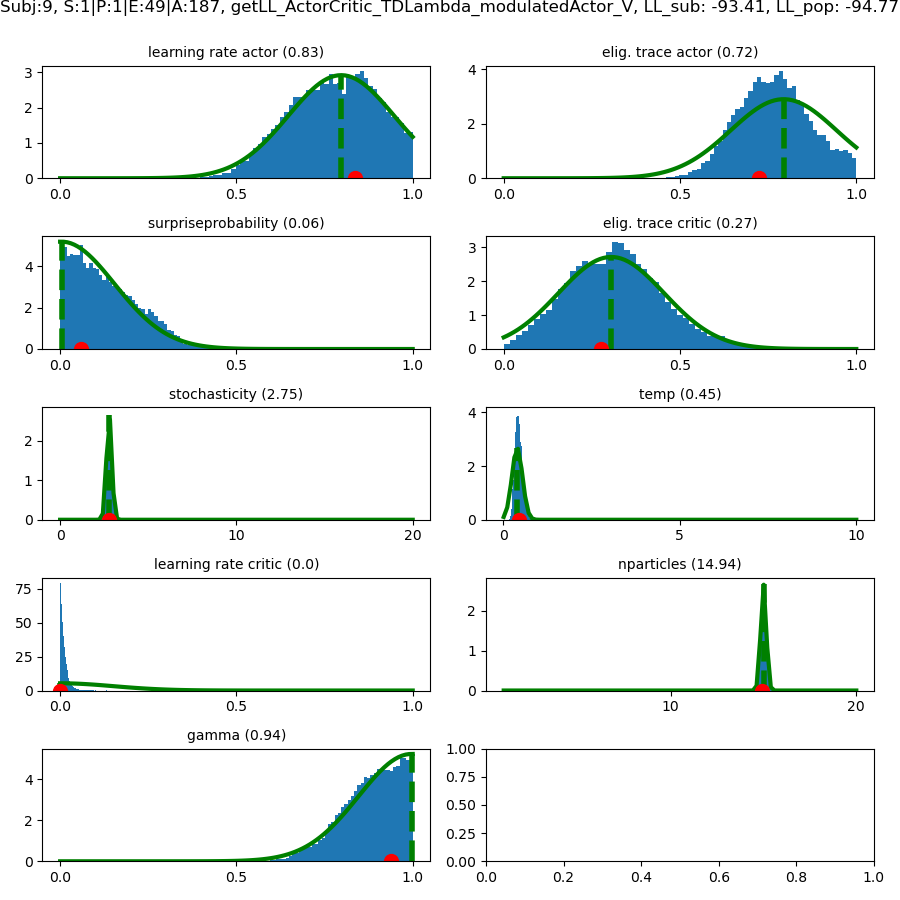 Subj:9, S:1|P:1|E:49|A:187, getLL_ActorCritic_TDLambda_modulatedActor_V, LL_sub: -93.41, LL_pop: -94.77
learning rate actor (0.83)
3
2
1
0
0.0 0.5 1.0
elig. trace actor (0.72)
4
2
0
0.0 0.5 1.0
surpriseprobability (0.06)
4
2
0
0.0 0.5 1.0
elig. trace critic (0.27)
3
2
1
0
0.0 0.5 1.0
stochasticity (2.75)
2
1
0
0 10 20
temp (0.45)
4
2
0
0 5 10
learning rate critic (0.0)
75
50
25
0
0.0 0.5 1.0
nparticles (14.94)
2
1
0
10 20
gamma (0.94)
4
2
0
0.0 0.5 1.0
1.00
0.75
0.50
0.25
0.00
0.0 0.2 0.4 0.6 0.8 1.0